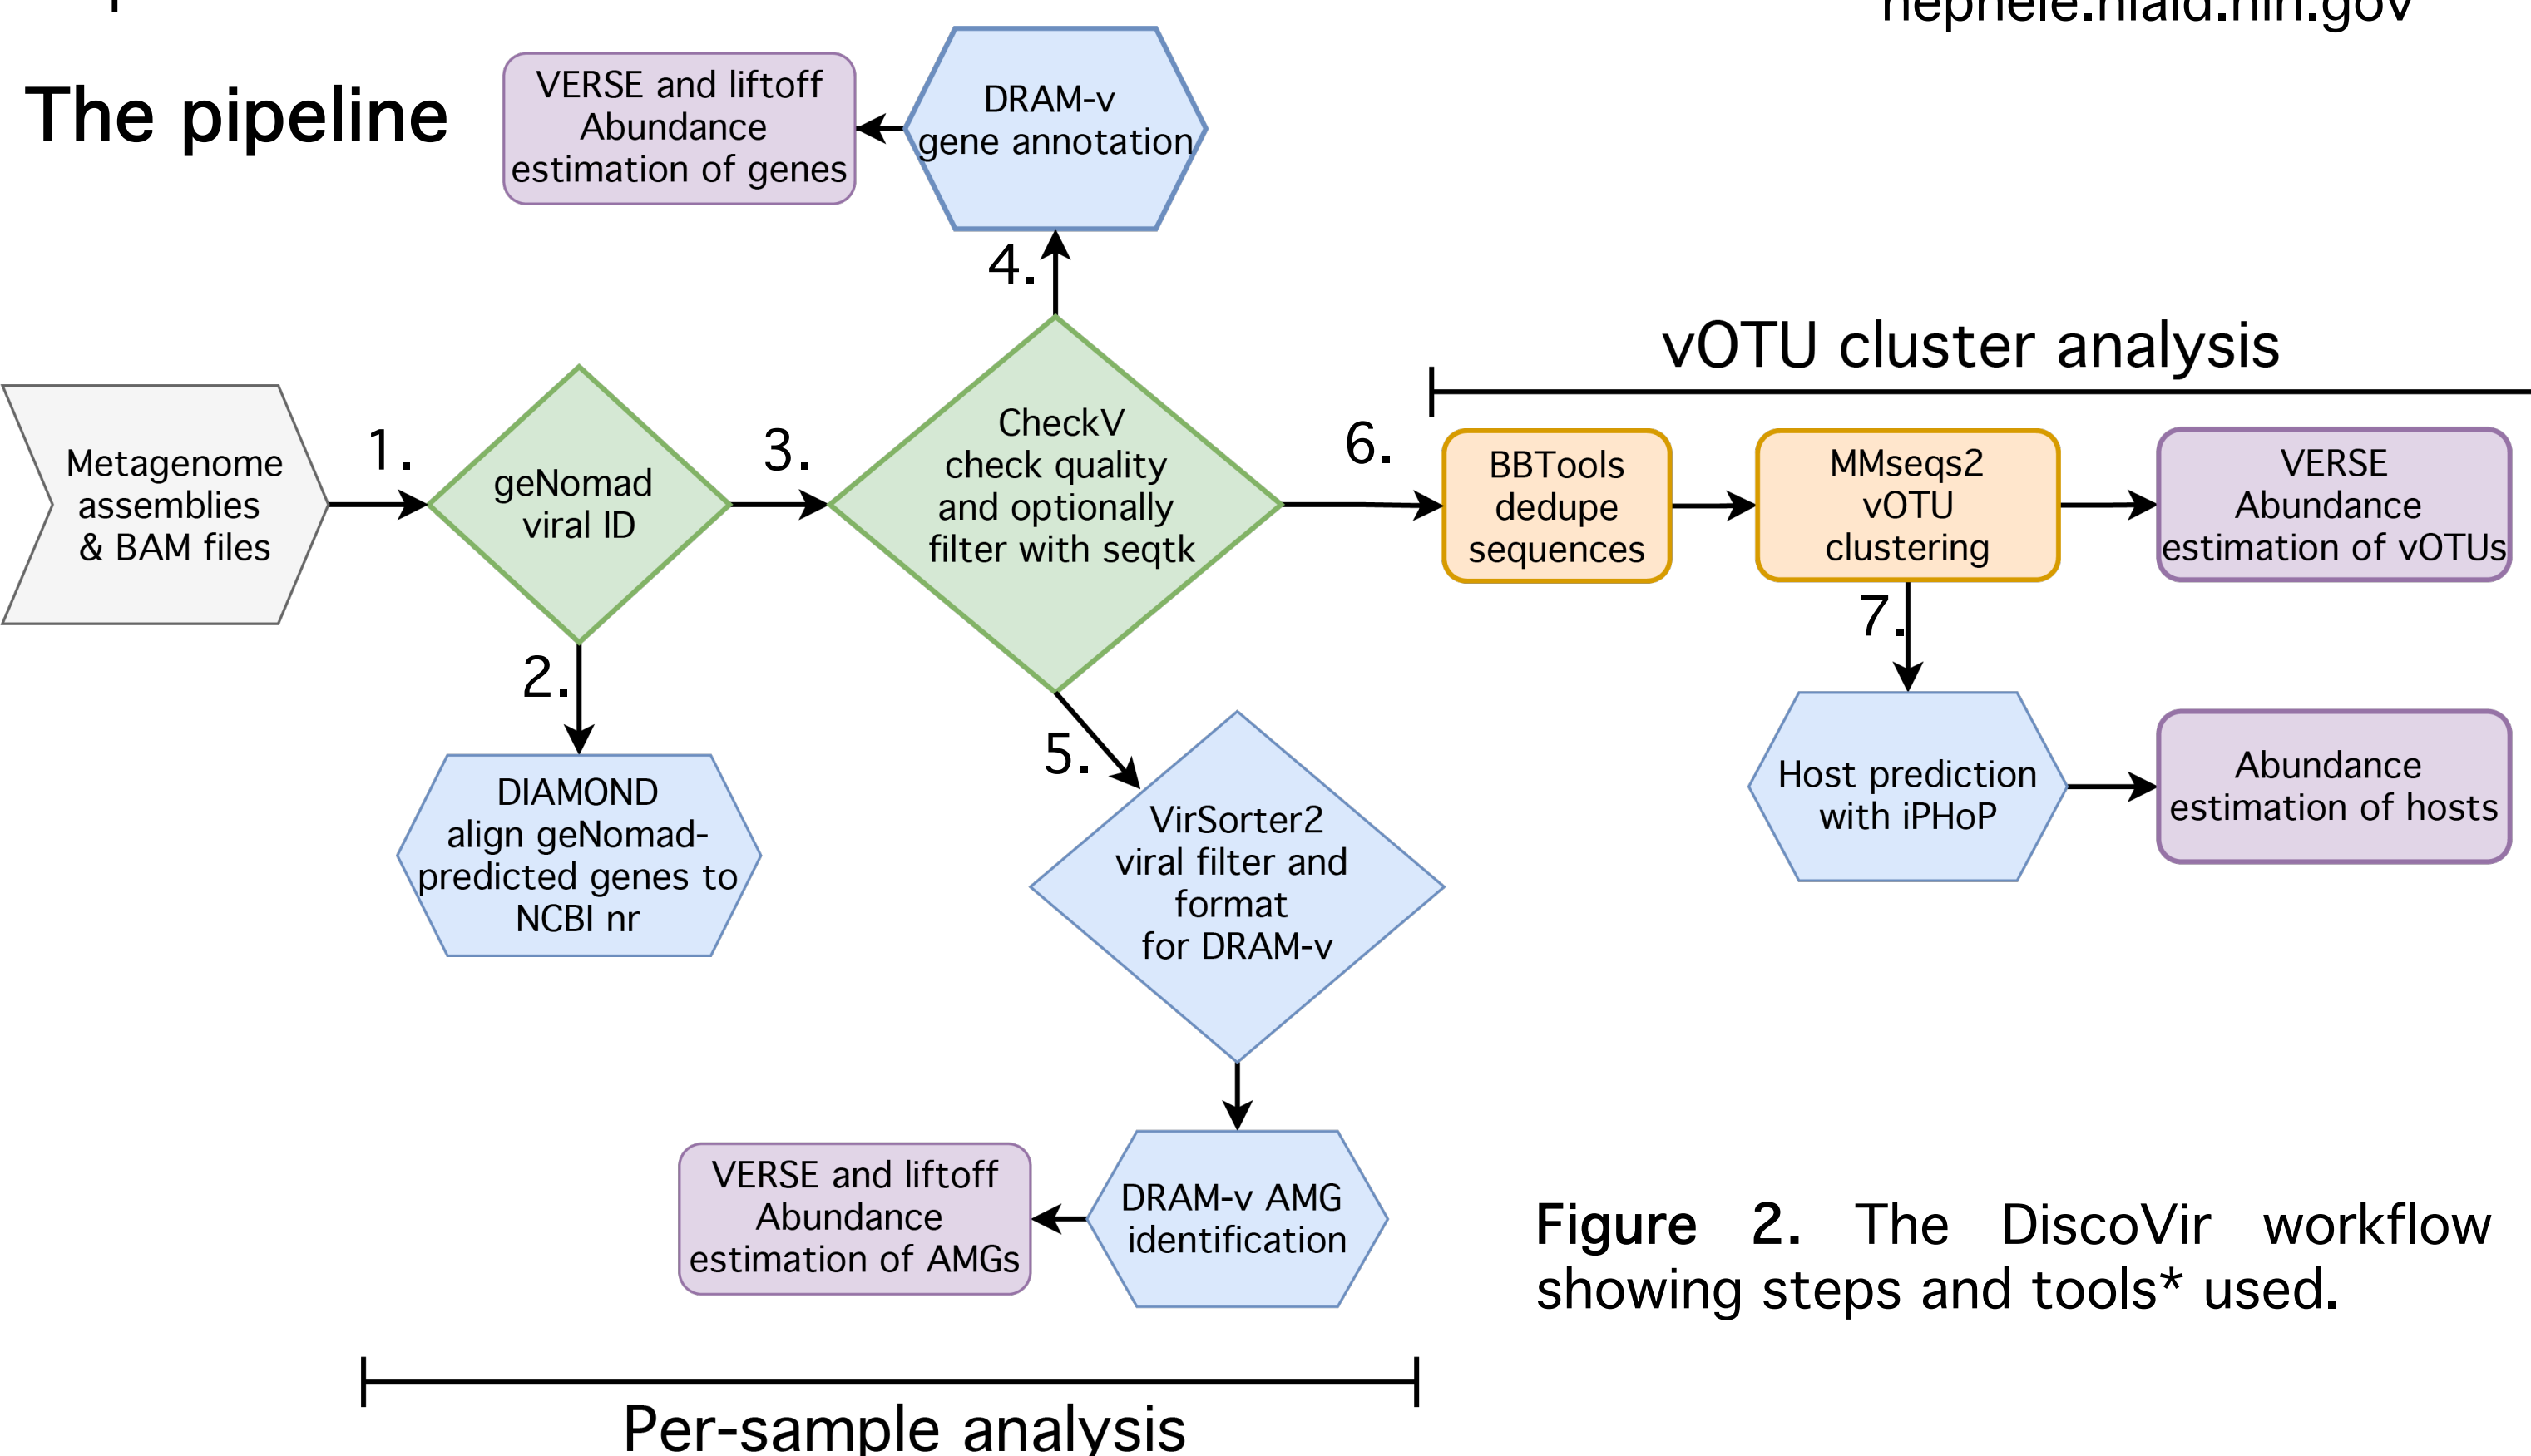 nephele.niaid.nih.gov
The pipeline
VERSE and liftoff
Abundance
estimation of genes
DRAM-v
gene annotation
4.
vOTU cluster analysis
Metagenome
assemblies
& BAM files
1.
geNomad
viral ID
3.
CheckV
check quality
and optionally
filter with seqtk
6.
BBTools
dedupe
sequences
MMseqs2
vOTU
clustering
VERSE
Abundance
estimation of vOTUs
2.
7.
DIAMOND
align geNomad-
predicted genes to
NCBI nr
5.
VirSorter2
viral filter and
format
for DRAM-v
Host prediction
with iPHoP
Abundance
estimation of hosts
VERSE and liftoff
Abundance
estimation of AMGs
DRAM-v AMG
identification
Figure 2. The DiscoVir workflow
showing steps and tools* used.
Per-sample analysis